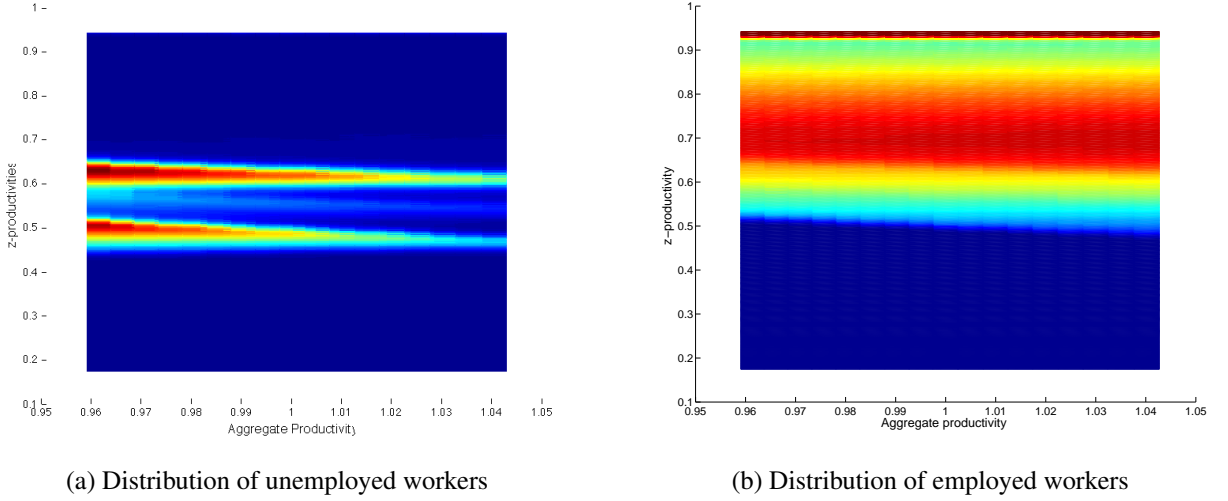 1
0.9
0.8
0.7
0.6
0.5
0.4
0.3
0.2
0.1
z-productivities
0.95 0.96 0.97 0.98 0.99 1 1.01 1.02 1.03 1.04 1.05
Aggregate Productivity
(a) Distribution of unemployed workers
1
0.9
0.8
0.7
0.6
0.5
0.4
0.3
0.2
0.1
z−productivity
0.95 0.96 0.97 0.98 0.99 1 1.01 1.02 1.03 1.04 1.05
Aggregate productivity
(b) Distribution of employed workers